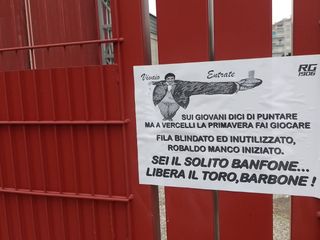 Vivaio Entrate
RG
1906
SUI GIOVANI DICI DI PUNTARE
MA A VERCELLI LA PRIMAVERA FAI GIOCARE
FILA BLINDATO ED INUTILIZZATO,
ROBALDO MANCO INIZIATO.
SEI IL SOLITO BANFONE...
LIBERA IL TORO,BARBONE !